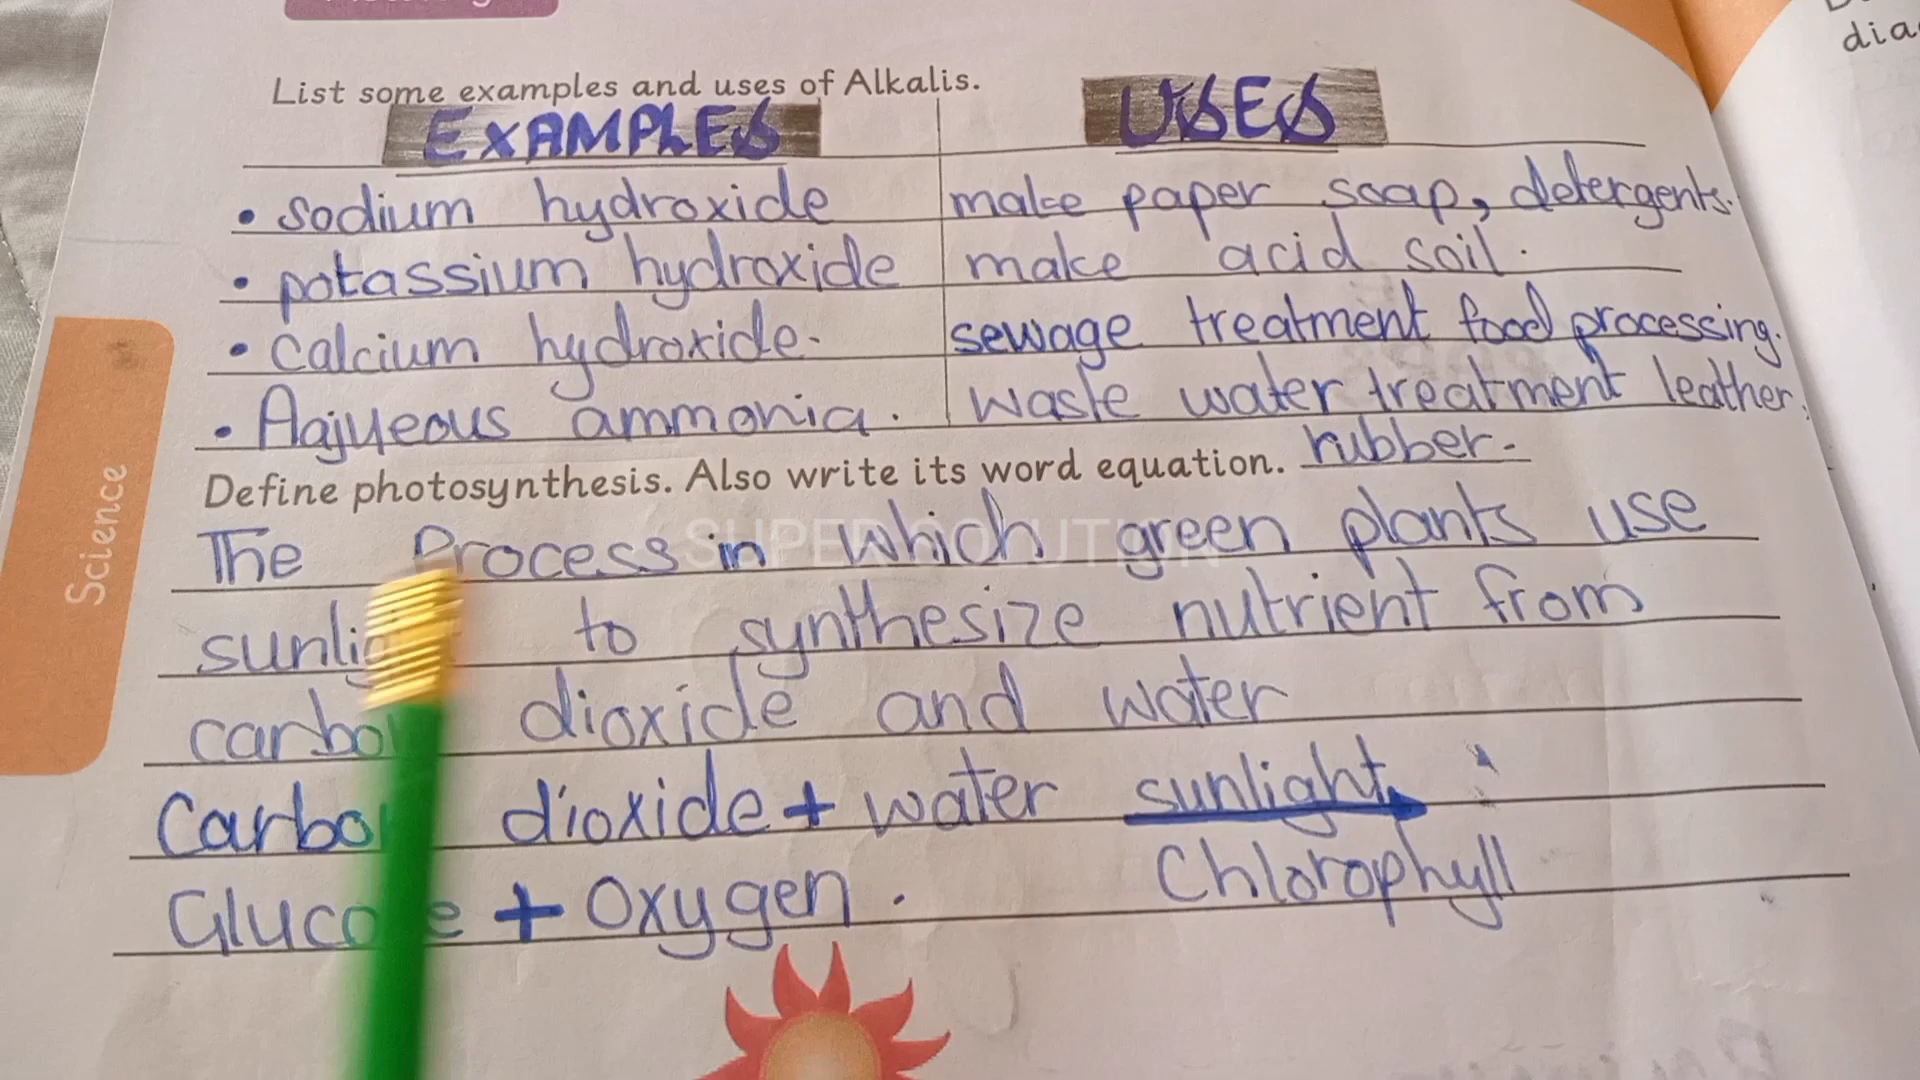 List some examples and uses of Alkalis.
EXAMPLES USES
• sodium hydroxide make paper soap, detergents.
• potassium hydroxide make acid soil.
• calcium hydroxide. sewage treatment food processing.
• Aqyueous ammonia. waste water treatment leather.
rubber.
Define photosynthesis. Also write its word equation.
The Process in which green plants use
to synthesize nutrient from
dioxide and water
dioxide + water sunlight
Chlorophyll
+ Oxygen.
Science
SUPER SOLUTION
dia